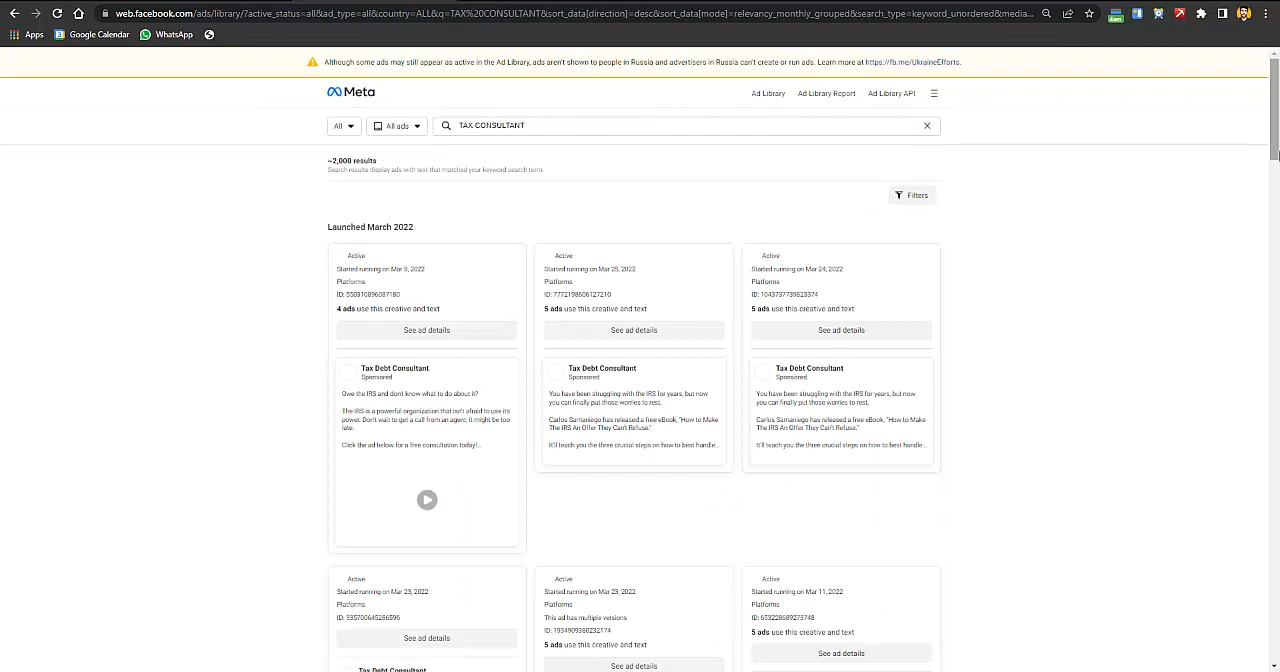 web.facebook.com/ads/library/?active_status=all&ad_type=all&country=ALL&q=TAX%20CONSULTANT&sort_data[direction]=desc&sort_data[mode]=relevancy_monthly_grouped&search_type=keyword_unordered&media...
4am
Apps Google Calendar WhatsApp
Although some ads may still appear as active in the Ad Library, ads aren't shown to people in Russia and advertisers in Russia can't create or run ads. Learn more at https://fb.me/UkraineEfforts.
Meta
Ad Library Ad Library Report Ad Library API
All All ads TAX CONSULTANT
~2,000 results
Search results display ads with text that matched your keyword search term.
Filters
Launched March 2022
Active
Started running on Mar 8, 2022
Platforms
ID: 550310896087180
4 ads use this creative and text
See ad details
Tax Debt Consultant
Sponsored
Owe the IRS and don't know what to do about it?
The IRS is a powerful organization that isn't afraid to use its
power. Don't wait to get a call from an agent, it might be too
late.
Click the ad below for a free consultation today!...
Active
Started running on Mar 25, 2022
Platforms
ID: 7772198606127210
5 ads use this creative and text
See ad details
Tax Debt Consultant
Sponsored
You have been struggling with the IRS for years, but now
you can finally put those worries to rest.
Carlos Samaniego has released a free eBook, "How to Make
The IRS An Offer They Can't Refuse."
It'll teach you the three crucial steps on how to best handle...
Active
Started running on Mar 24, 2022
Platforms
ID: 1043737739823374
5 ads use this creative and text
See ad details
Tax Debt Consultant
Sponsored
You have been struggling with the IRS for years, but now
you can finally put those worries to rest.
Carlos Samaniego has released a free eBook, "How to Make
The IRS An Offer They Can't Refuse."
It'll teach you the three crucial steps on how to best handle...
Active
Started running on Mar 23, 2022
Platforms
ID: 335700645286596
See ad details
Tax Debt Consultant
Active
Started running on Mar 23, 2022
Platforms
This ad has multiple versions
ID: 1934909380232174
5 ads use this creative and text
See ad details
Active
Started running on Mar 11, 2022
Platforms
ID: 653228689273748
5 ads use this creative and text
See ad details